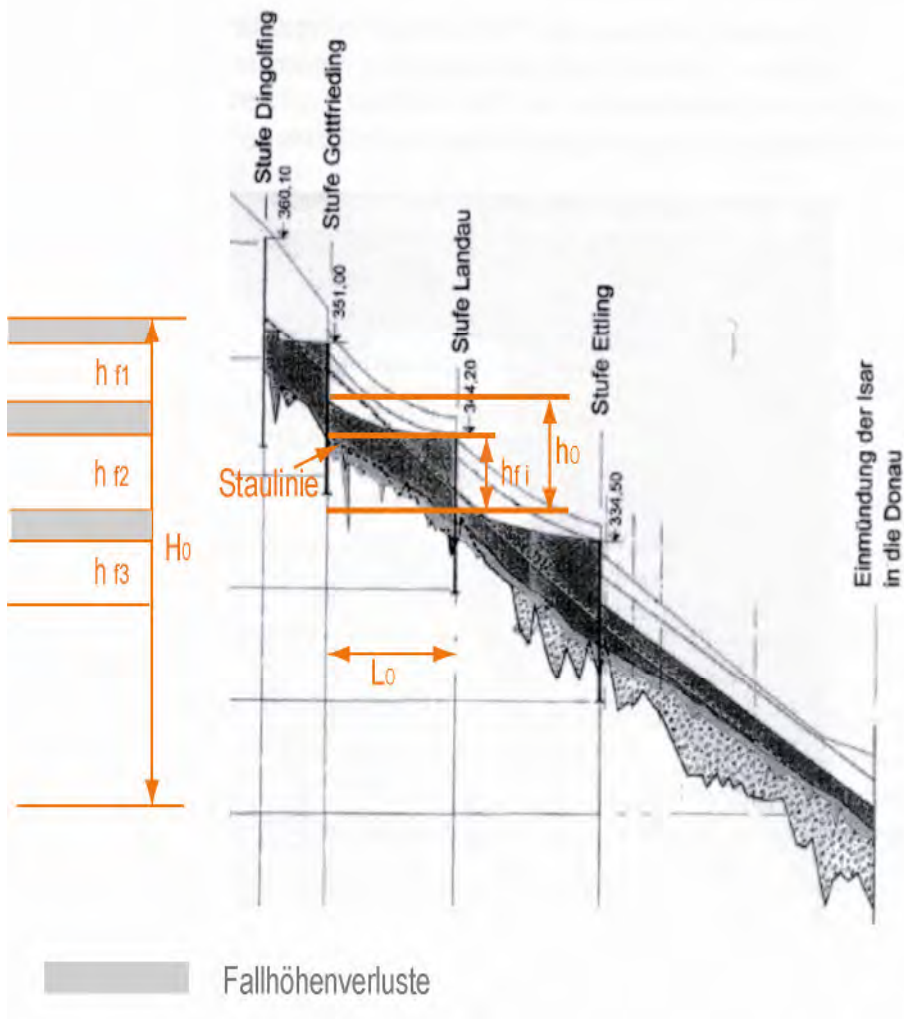 Stufe Dingolfing
360,10
Stufe Gottfrieding
351,00
Stufe Landau
344,20
Stufe Ettling
334,50
Einmündung der Isar
in die Donau
h f1
h f2
h f3
H0
Staulinie
h f i
h0
L0
Fallhöhenverluste